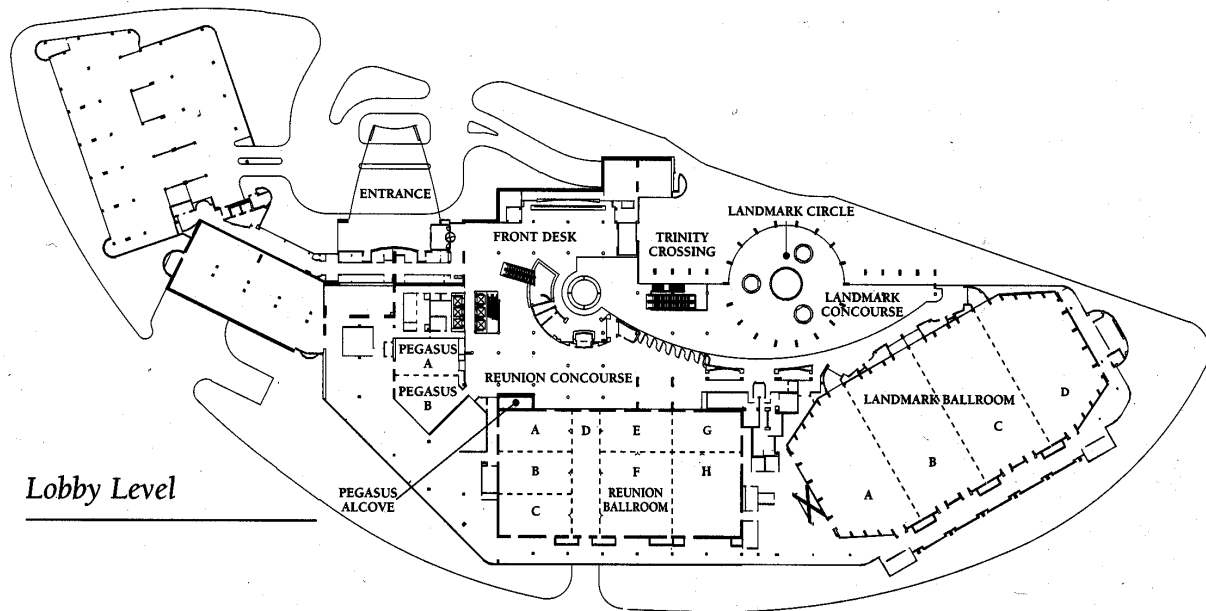 ENTRANCE
FRONT DESK
TRINITY
CROSSING
LANDMARK CIRCLE
LANDMARK
CONCOURSE
PEGASUS
A
PEGASUS
B
REUNION CONCOURSE
LANDMARK BALLROOM
A
B
C
D
A
D
E
G
B
F
H
C
REUNION
BALLROOM
PEGASUS
ALCOVE
Lobby Level